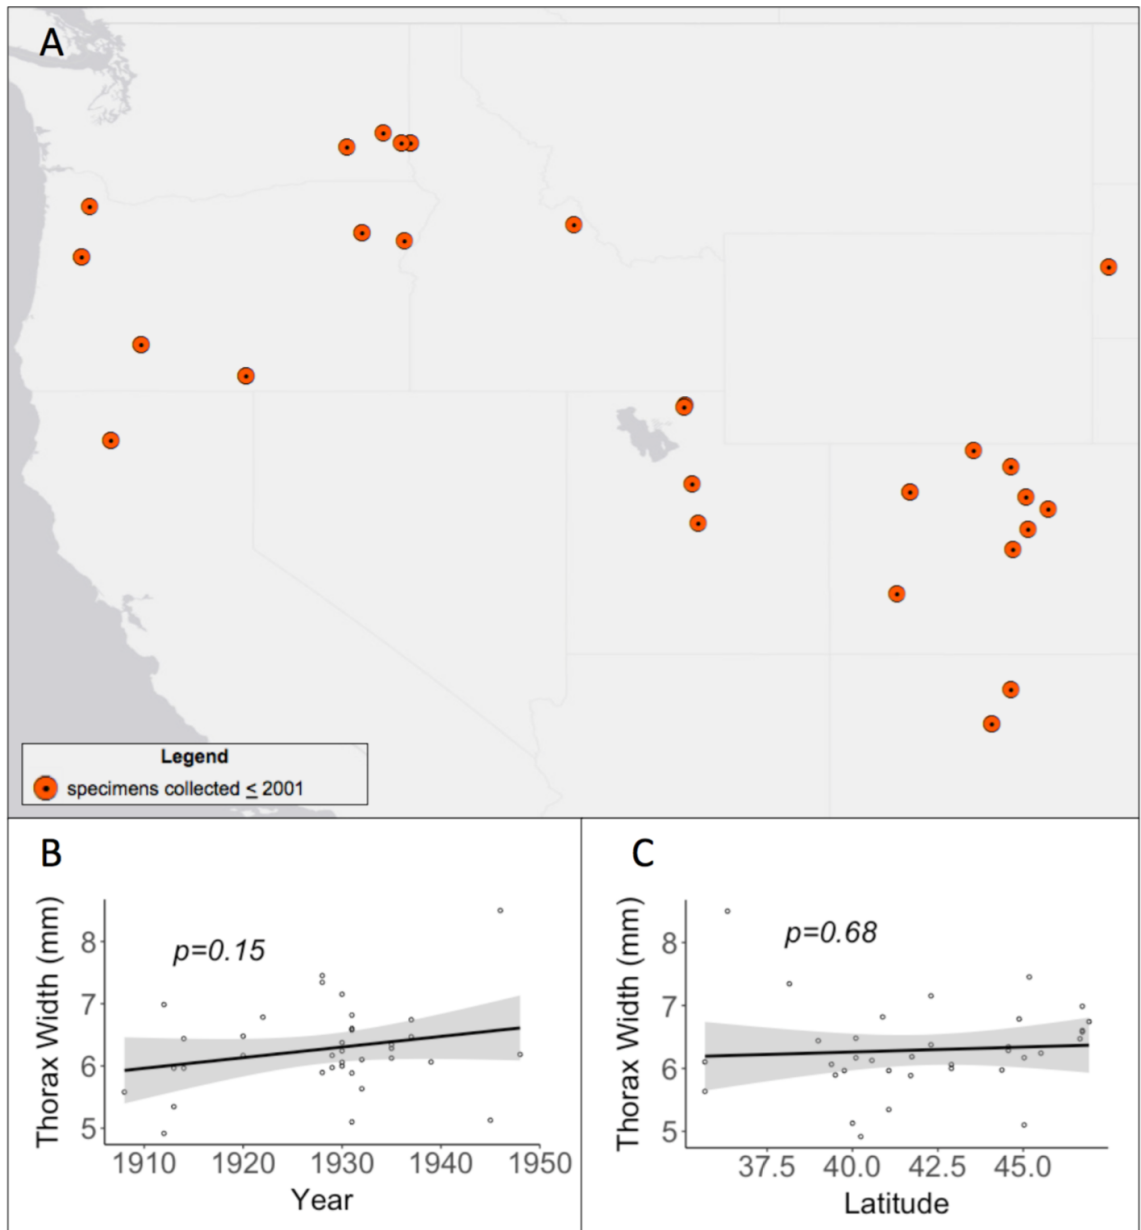 A
Legend
specimens collected ≤ 2001
B
Thorax Width (mm)
8
7
6
5
p=0.15
1910 1920 1930 1940 1950
Year
C
Thorax Width (mm)
8
7
6
5
p=0.68
37.5 40.0 42.5 45.0
Latitude